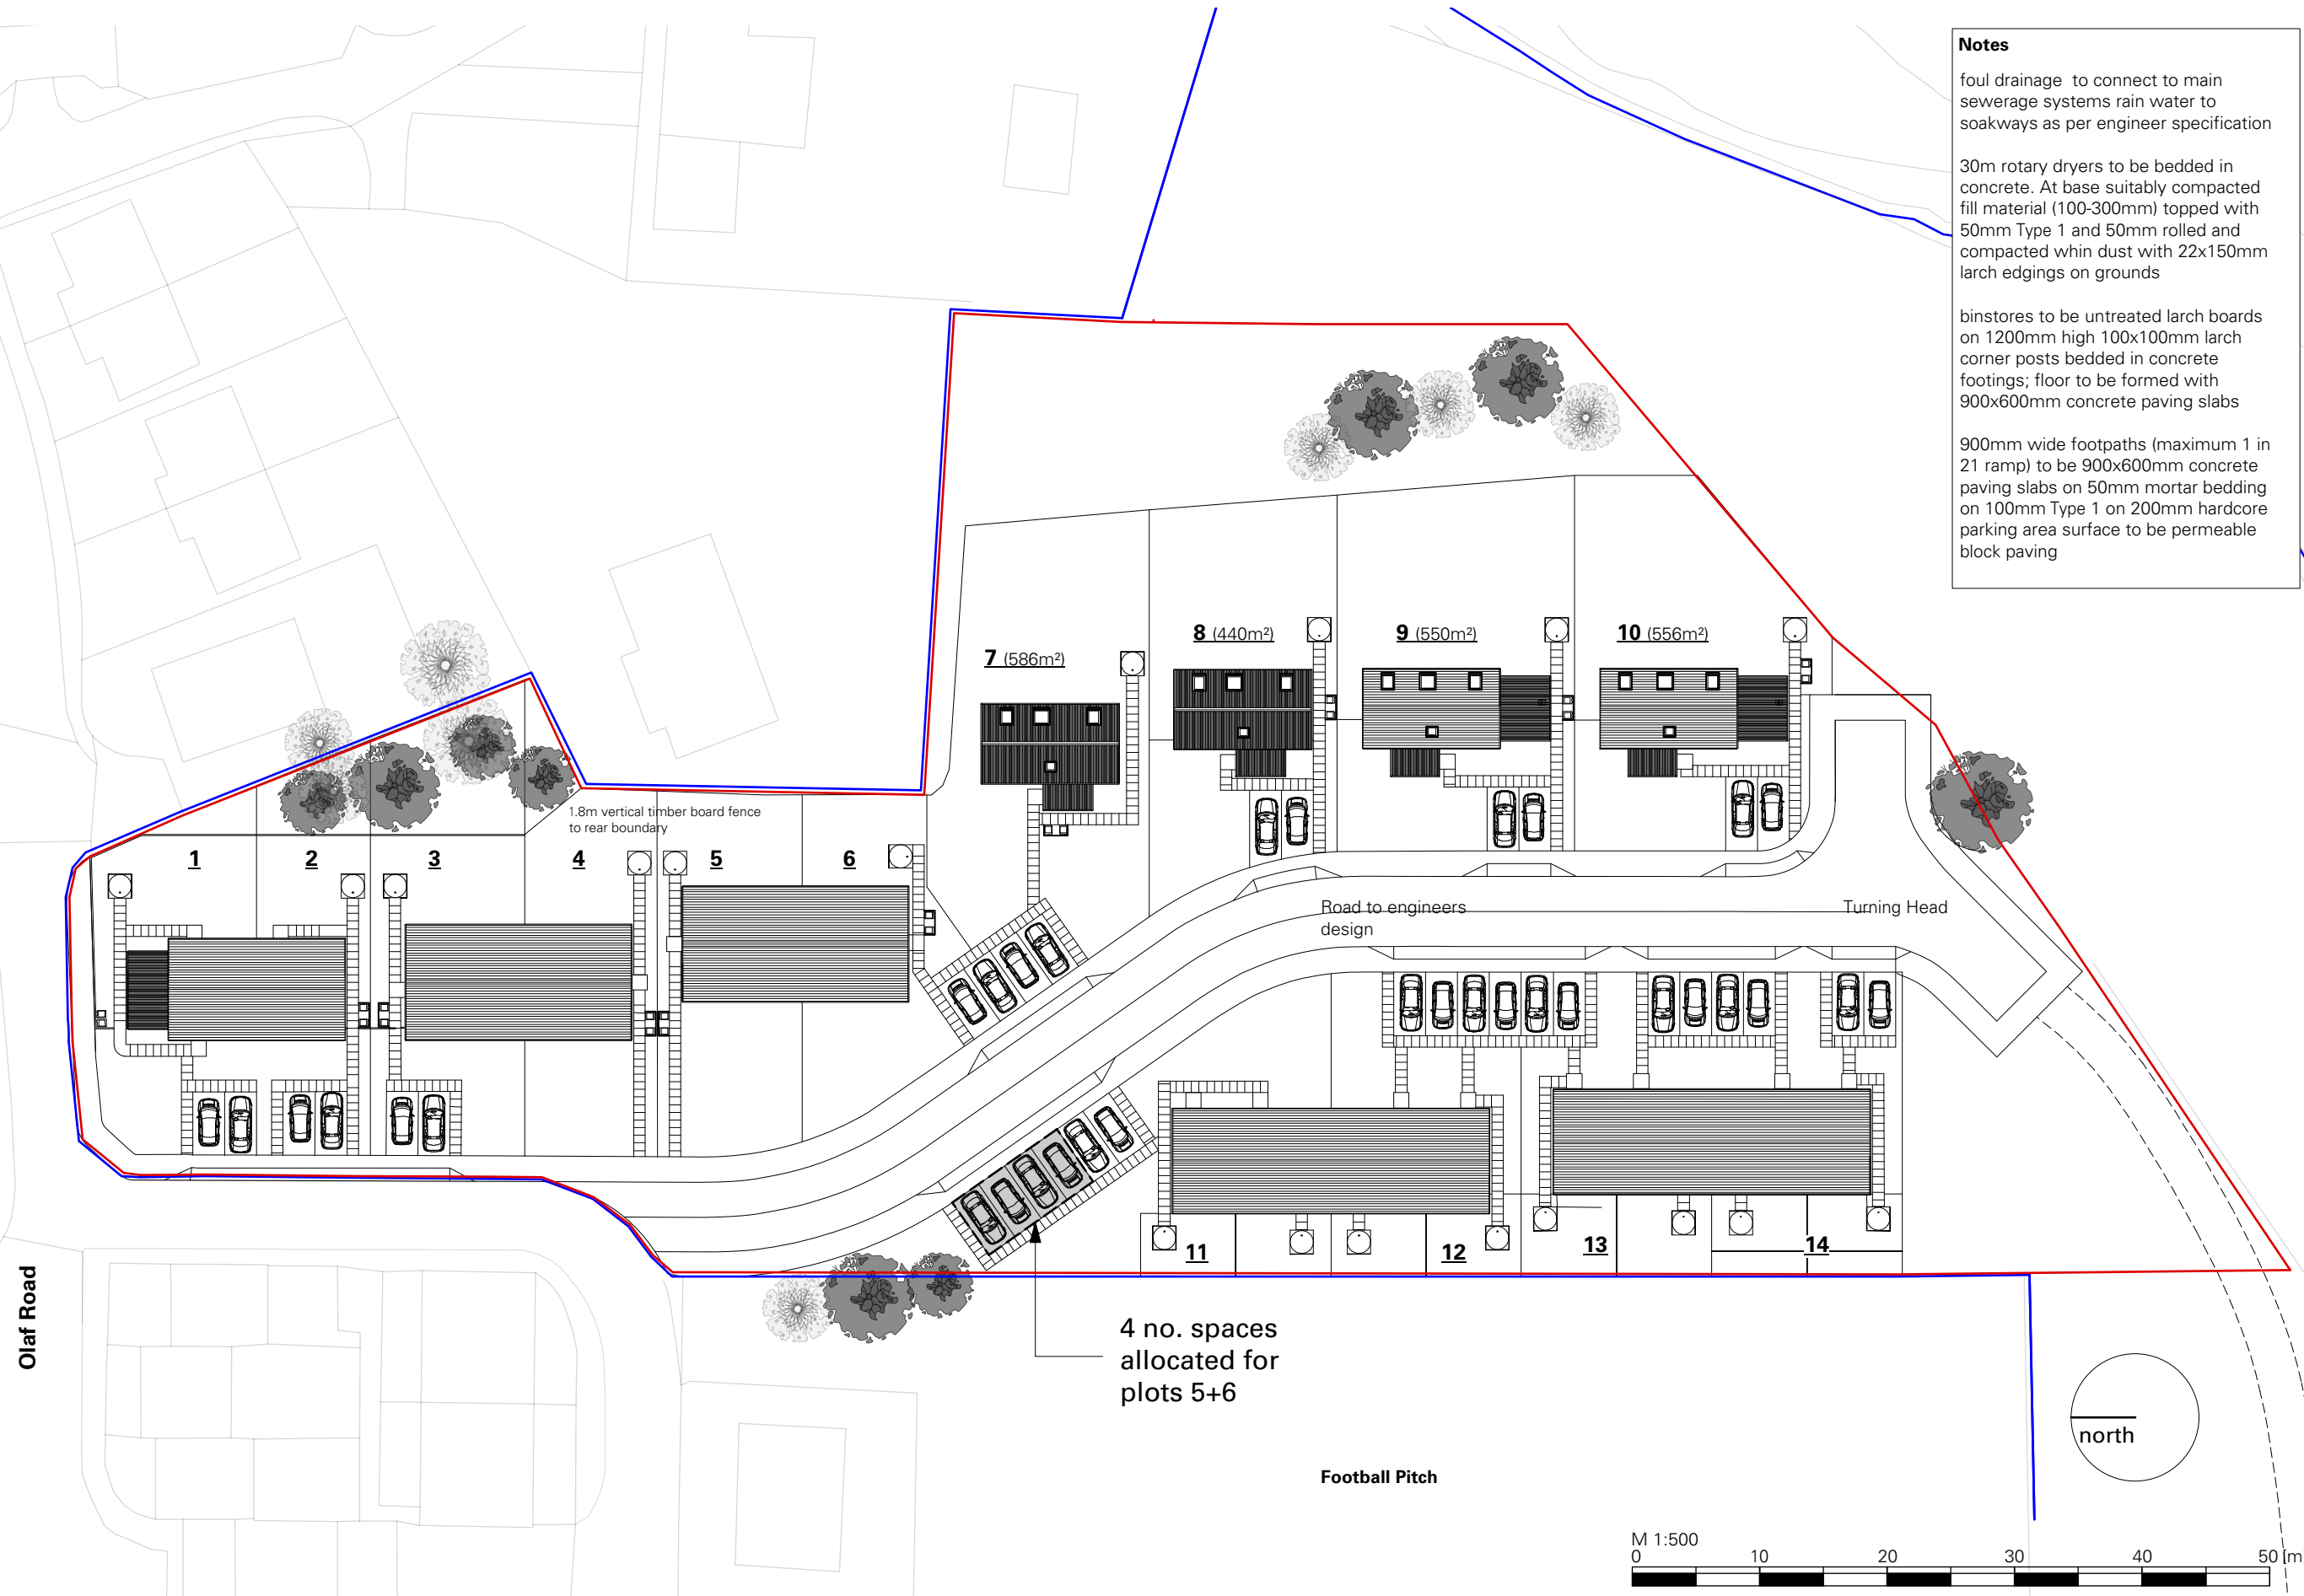 Notes
foul drainage to connect to main
sewerage systems rain water to
soakways as per engineer specification
30m rotary dryers to be bedded in
concrete. At base suitably compacted
fill material (100-300mm) topped with
50mm Type 1 and 50mm rolled and
compacted whin dust with 22x150mm
larch edgings on grounds
binstores to be untreated larch boards
on 1200mm high 100x100mm larch
corner posts bedded in concrete
footings; floor to be formed with
900x600mm concrete paving slabs
900mm wide footpaths (maximum 1 in
21 ramp) to be 900x600mm concrete
paving slabs on 50mm mortar bedding
on 100mm Type 1 on 200mm hardcore
parking area surface to be permeable
block paving
7 (586m²)
8 (440m²)
9 (550m²)
10 (556m²)
1.8m vertical timber board fence
to rear boundary
1
2
3
4
5
6
Road to engineers
design
Turning Head
11
12
13
14
4 no. spaces
allocated for
plots 5+6
Olaf Road
Football Pitch
north
M 1:500
0 10 20 30 40 50 [m